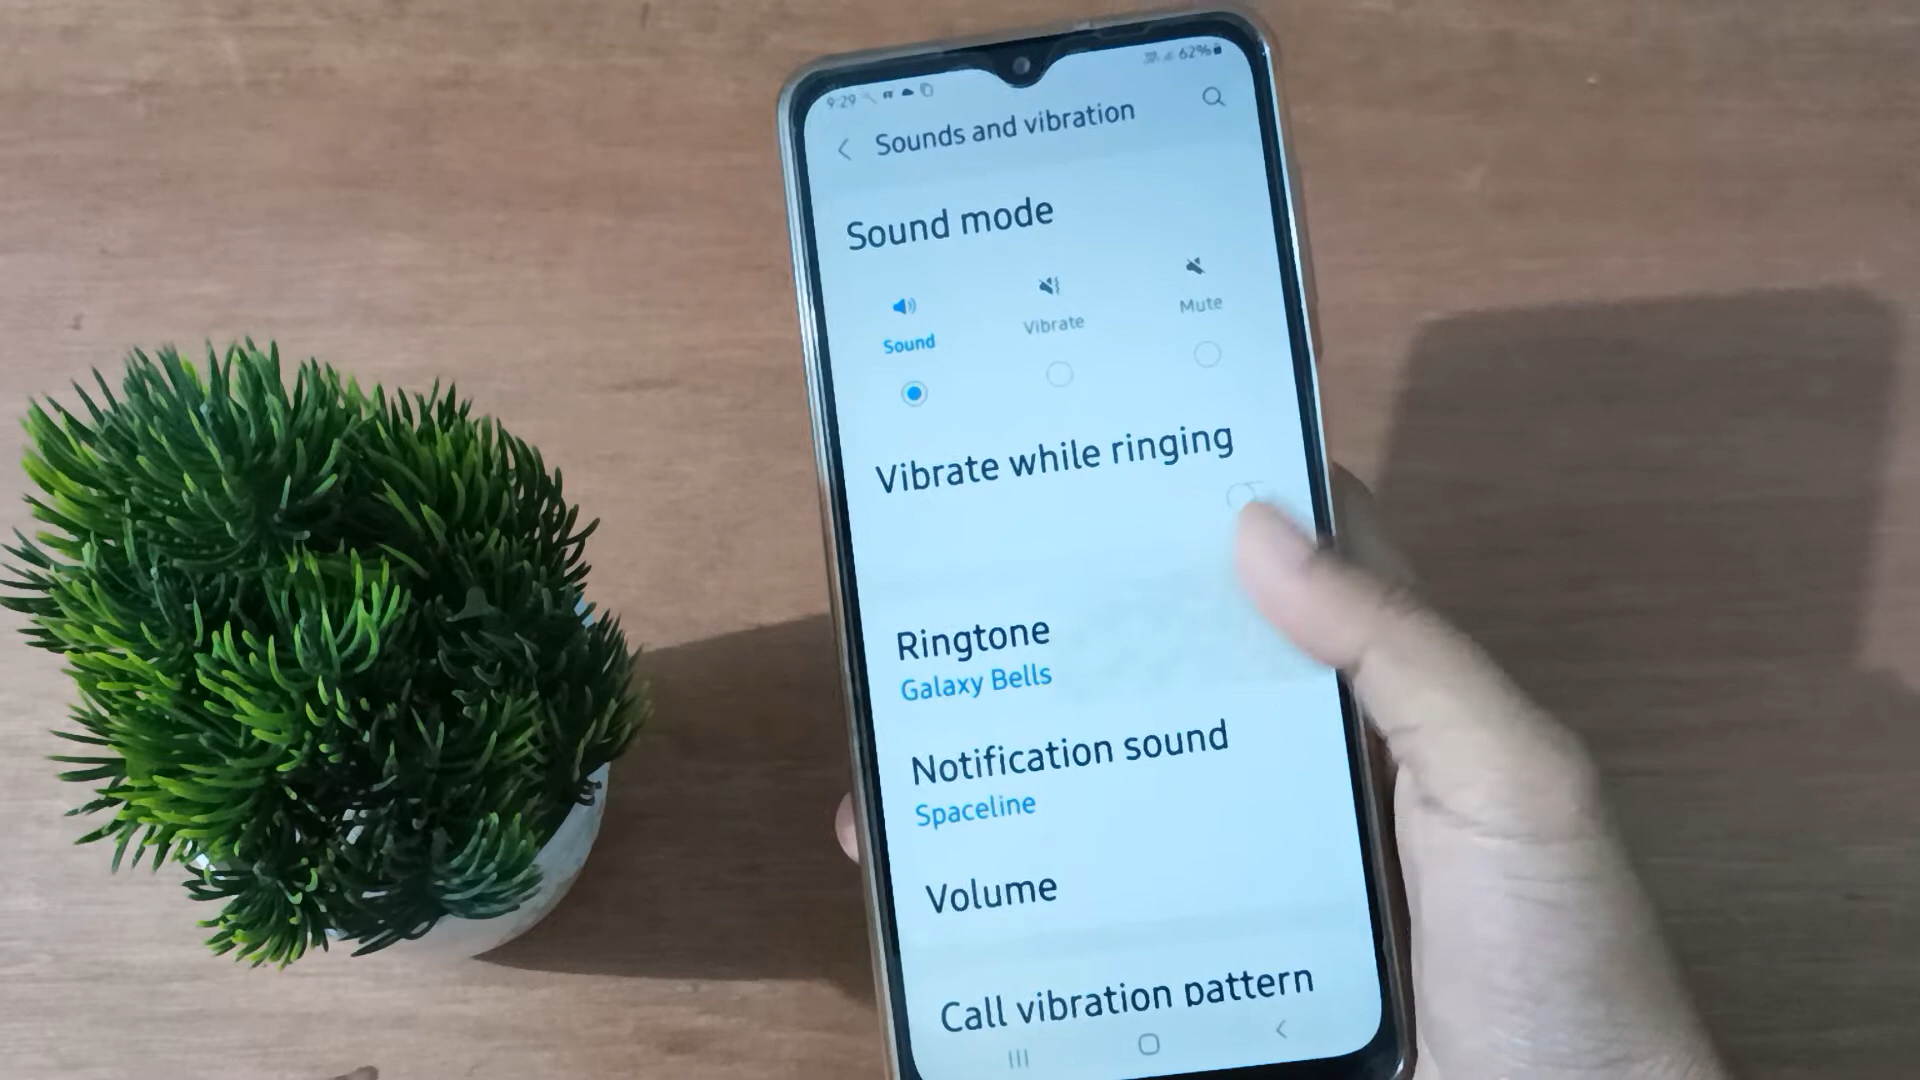 9:29
62%
Sounds and vibration
Sound mode
Sound
Vibrate
Mute
Vibrate while ringing
Ringtone
Galaxy Bells
Notification sound
Spaceline
Volume
Call vibration pattern